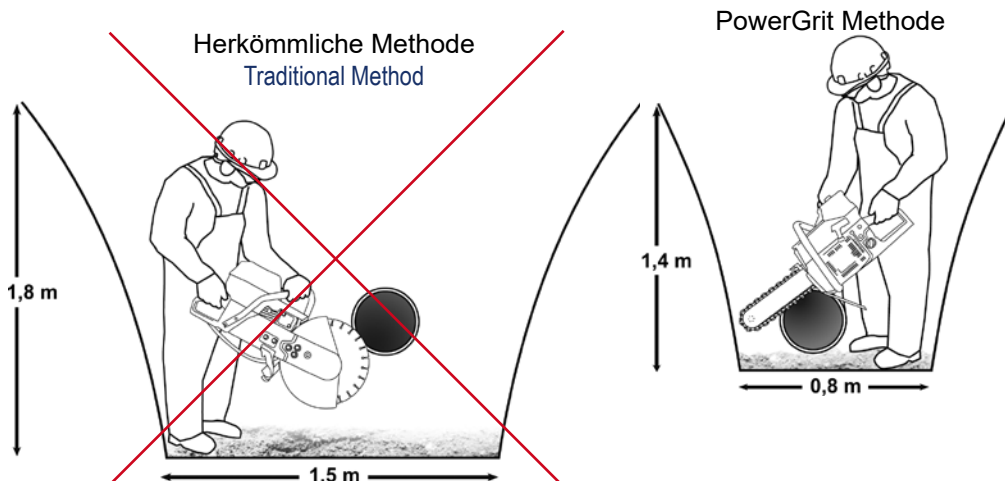 Herkömmliche Methode
Traditional Method
1,8 m
1,5 m
PowerGrit Methode
1,4 m
0,8 m